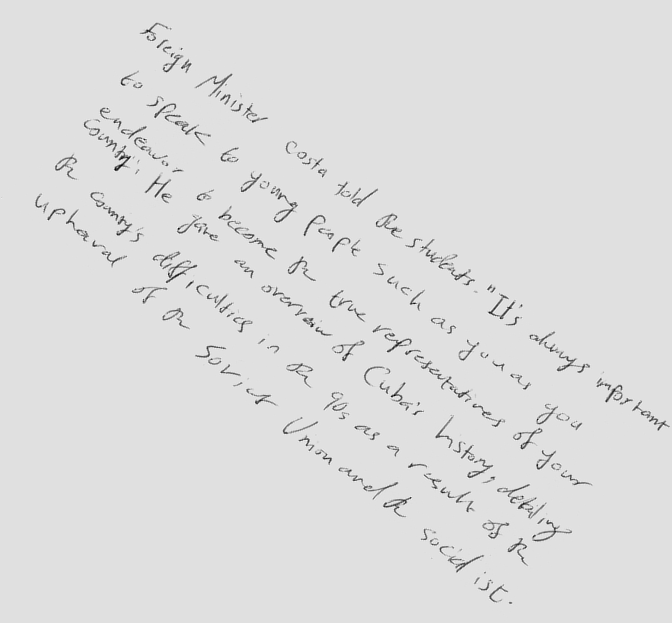 Foreign Minister Costa told the students. "It's always important
to speak to young people such as you as you
endeavor to become the true representatives of your
country. He gave an overview of Cuba's history, detailing
the country's difficulties in the 90s as a result of the
upheaval of the Soviet Union and the socialist.